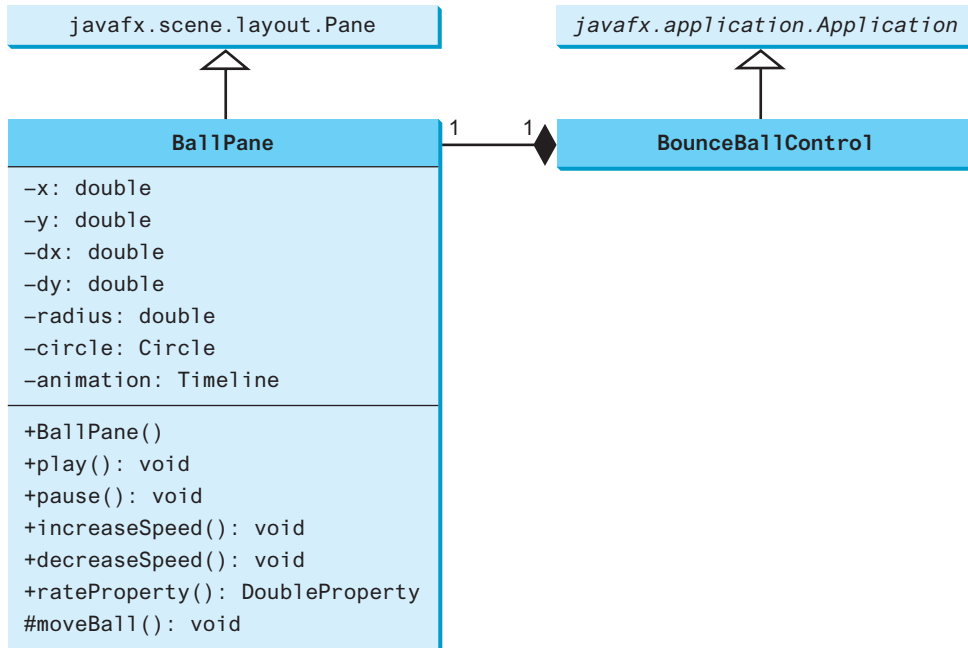 javafx.scene.layout.Pane
javafx.application.Application
BallPane
1
1
BounceBallControl
–x: double
–y: double
–dx: double
–dy: double
–radius: double
–circle: Circle
–animation: Timeline
+BallPane()
+play(): void
+pause(): void
+increaseSpeed(): void
+decreaseSpeed(): void
+rateProperty(): DoubleProperty
#moveBall(): void